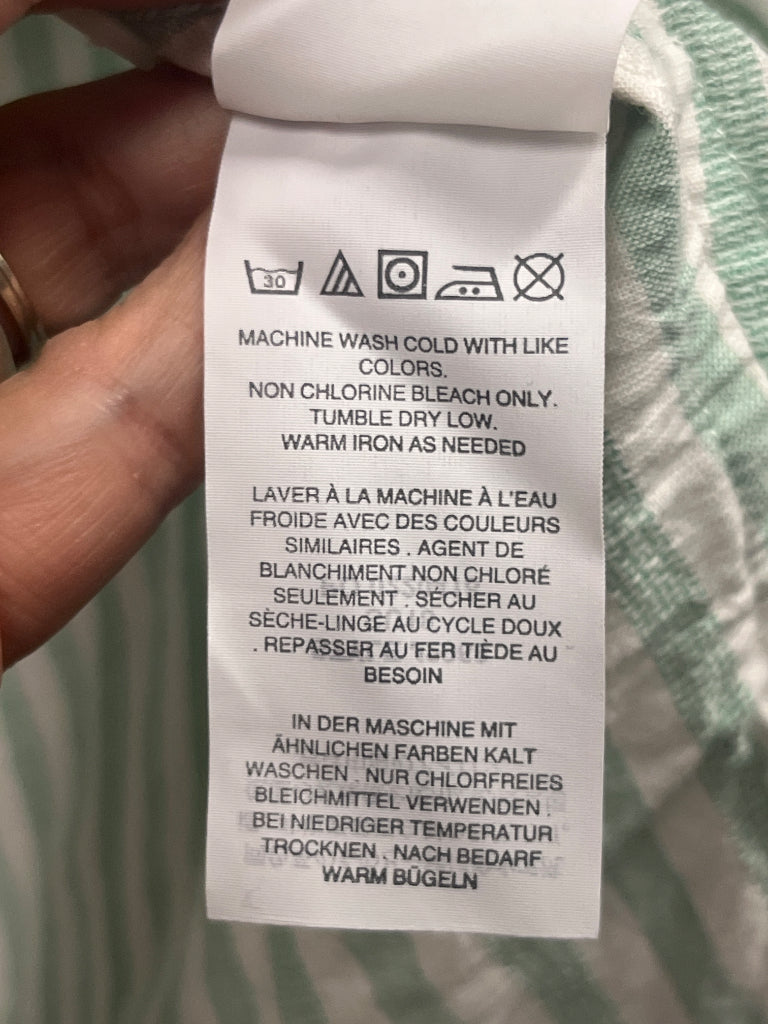 30
MACHINE WASH COLD WITH LIKE
COLORS.
NON CHLORINE BLEACH ONLY.
TUMBLE DRY LOW.
WARM IRON AS NEEDED
LAVER À LA MACHINE À L'EAU
FROIDE AVEC DES COULEURS
SIMILAIRES . AGENT DE
BLANCHIMENT NON CHLORÉ
SEULEMENT . SÉCHER AU
SÈCHE-LINGE AU CYCLE DOUX
. REPASSER AU FER TIÈDE AU
BESOIN
IN DER MASCHINE MIT
ÄHNLICHEN FARBEN KALT
WASCHEN . NUR CHLORFREIES
BLEICHMITTEL VERWENDEN .
BEI NIEDRIGER TEMPERATUR
TROCKNEN . NACH BEDARF
WARM BÜGELN